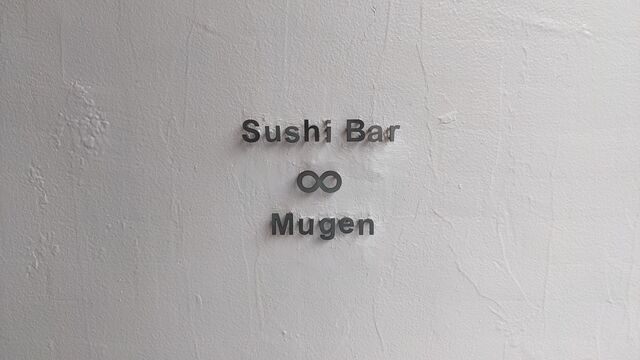 Sushi Bar
∞
Mugen